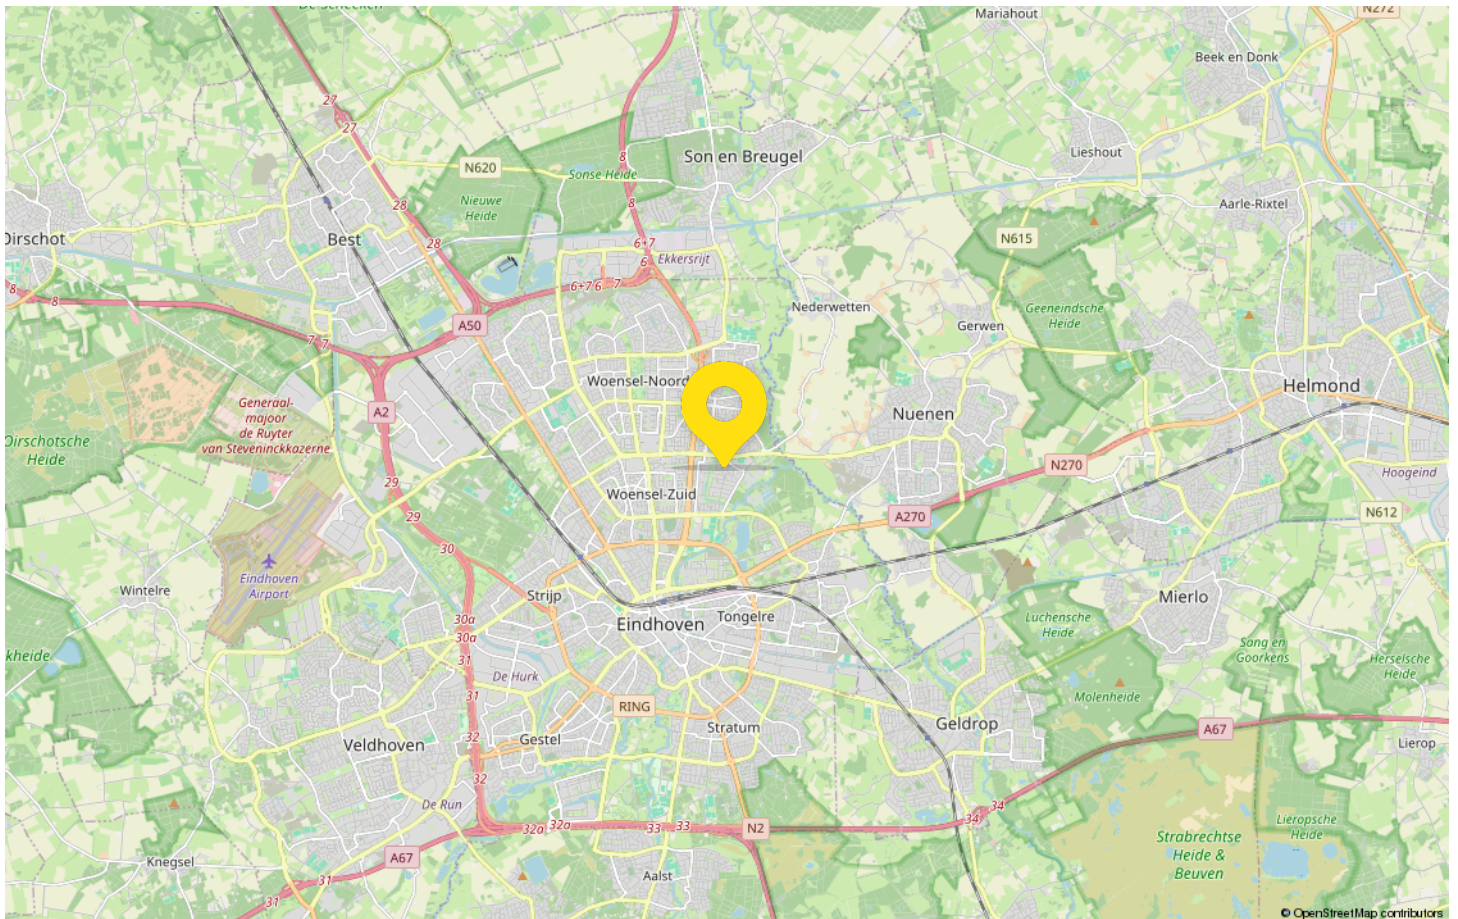 De Scheeken
Mariahout
N272
Beek en Donk
27
27
8
Son en Breugel
Lieshout
N620
Sonse Heide
Nieuwe
Heide
28
8
Aarle-Rixtel
Oirschot
Best
28
6+7
N615
6
Ekkersrijt
8
8
6+7
6
7
Nederwetten
Geeneindsche
Heide
A50
Gerwen
7
7
Woensel-Noord
Helmond
Generaal-
majoor
de Ruyter
van Steveninckkazerne
A2
Nuenen
Oirschotsche
Heide
N270
Hoogeind
29
Woensel-Zuid
29
A270
N612
30
Eindhoven
Airport
Wintelre
Strijp
Mierlo
30a
Eindhoven
Tongelre
Luchensche
Heide
30a
Sang en
Goorkens
kheide
31
Herselsche
Heide
De Hurk
31
Molenheide
RING
Stratum
Geldrop
A67
32
Gestel
Veldhoven
Lierop
32
De Run
34
34
32a
32a
33
33
N2
Lieropsche
Heide
Strabrechtse
Heide &
Beuven
A67
Knegsel
31
Aalst
31
© OpenStreetMap contributors